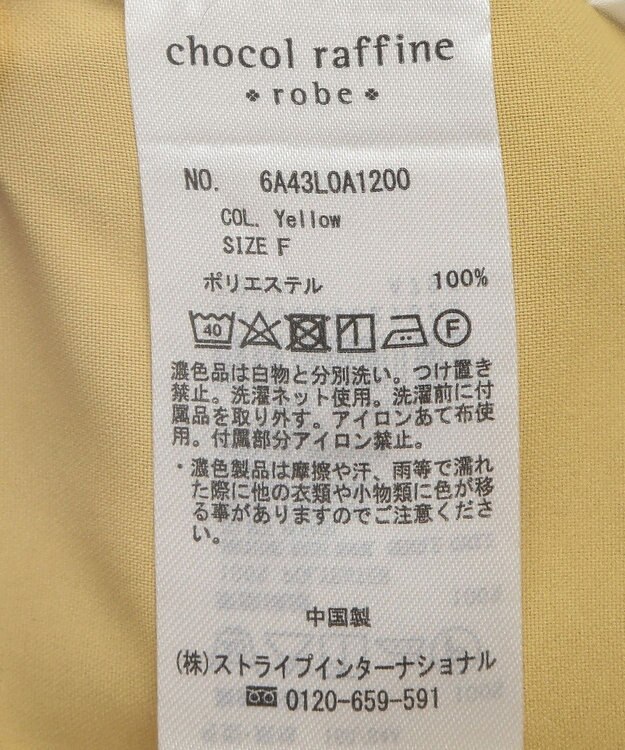 chocol raffine
robe
NO. 6A43L0A1200
COL. Yellow
SIZE F
ポリエステル 100%
40 F
濃色品は白物と分別洗い。つけ置き
禁止。洗濯ネット使用。洗濯前に付
属品を取り外す。アイロンあて布使
用。付属部分アイロン禁止。
・濃色製品は摩擦や汗、雨等で濡れ
た際に他の衣類や小物類に色が移
る事がありますのでご注意くださ
い。
中国製
(株)ストライプインターナショナル
0120-659-591